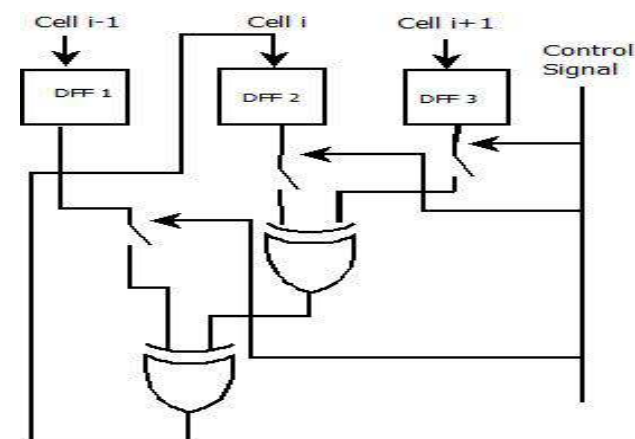 Cell i-1
Cell i
Cell i+1
Control
Signal
DFF 1
DFF 2
DFF 3